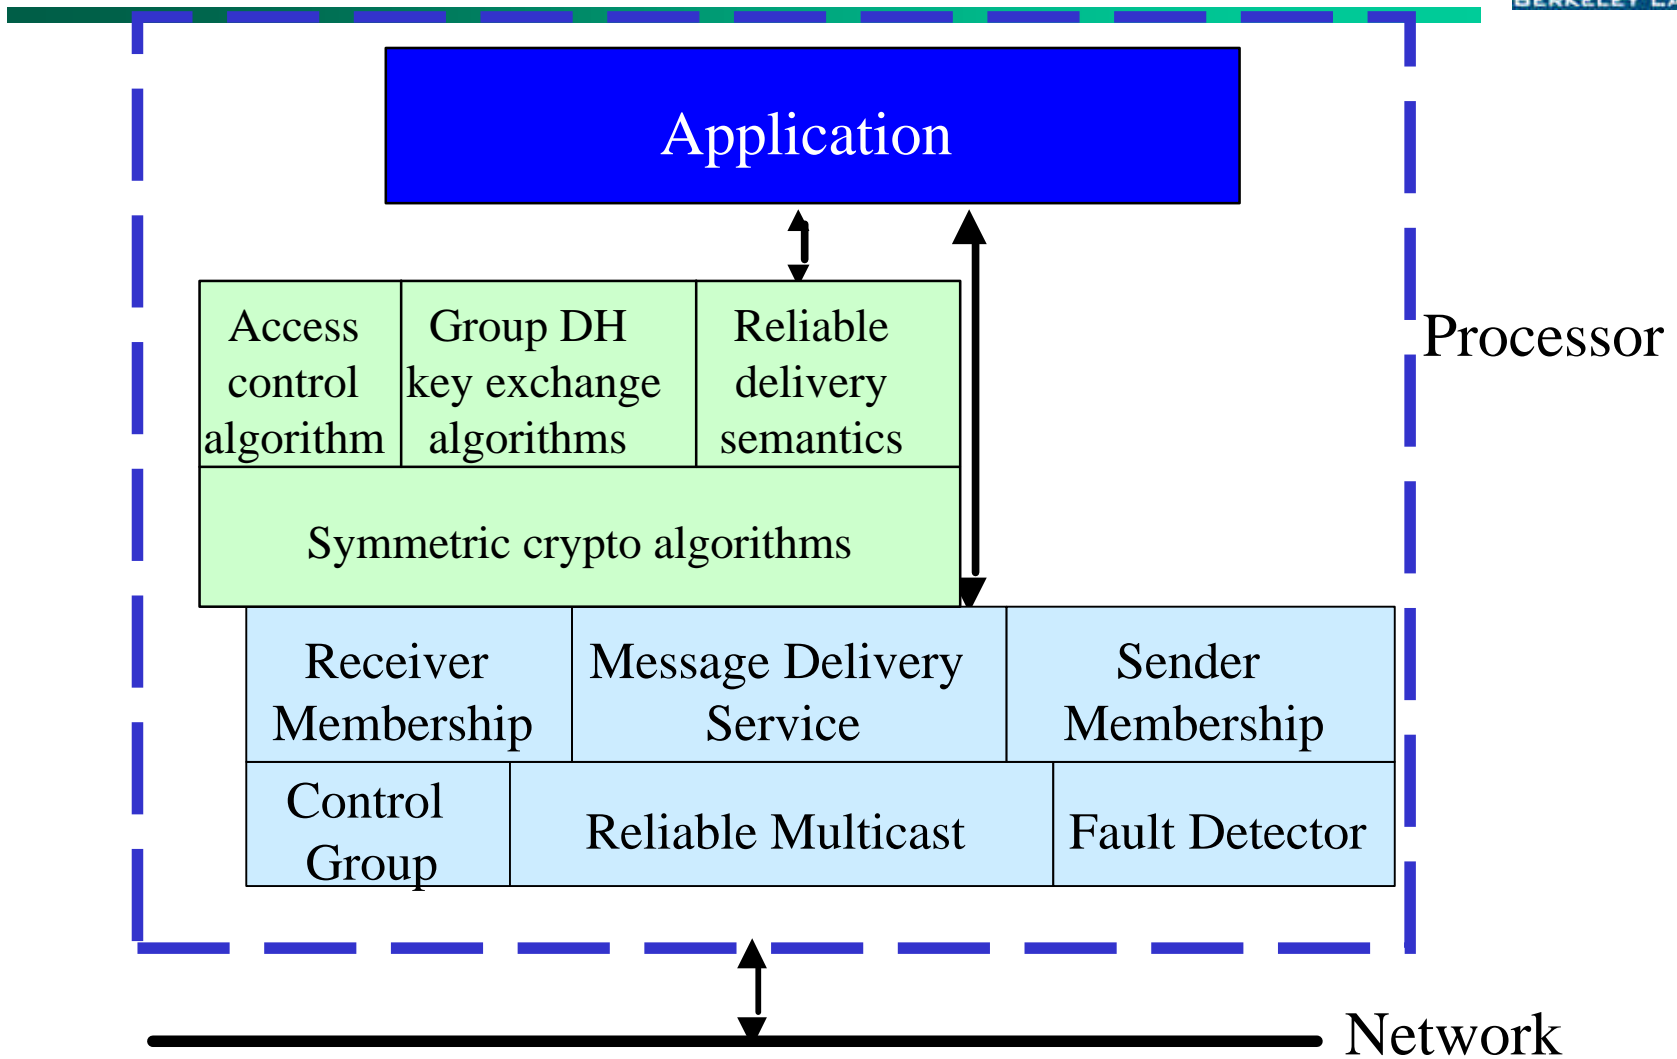 BERKELEY
Application
Access
control
algorithm
Group DH
key exchange
algorithms
Reliable
delivery
semantics
Processor
Symmetric crypto algorithms
Receiver
Membership
Message Delivery
Service
Sender
Membership
Control
Group
Reliable Multicast
Fault Detector
Network